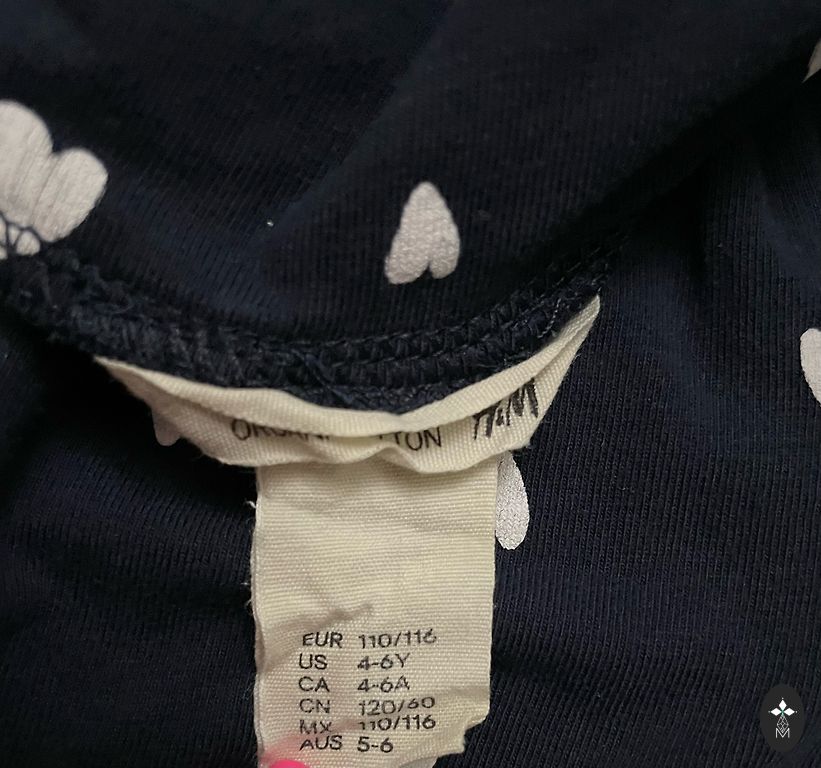 H&M
EUR 110/116
US 4-6Y
CA 4-6A
CN 120/60
MX 110/116
AUS 5-6
M